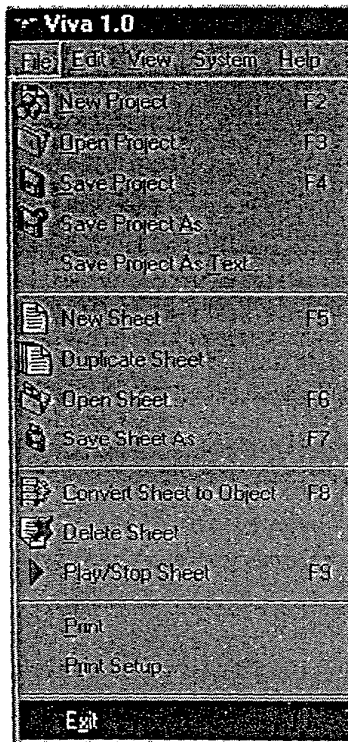 Viva 1.0
File Edit View System Help
New Project F2
Open Project... F3
Save Project F4
Save Project As...
Save Project As Text...
New Sheet F5
Duplicate Sheet
Open Sheet... F6
Save Sheet As... F7
Convert Sheet to Object F8
Delete Sheet
Play/Stop Sheet F9
Print
Print Setup...
Exit